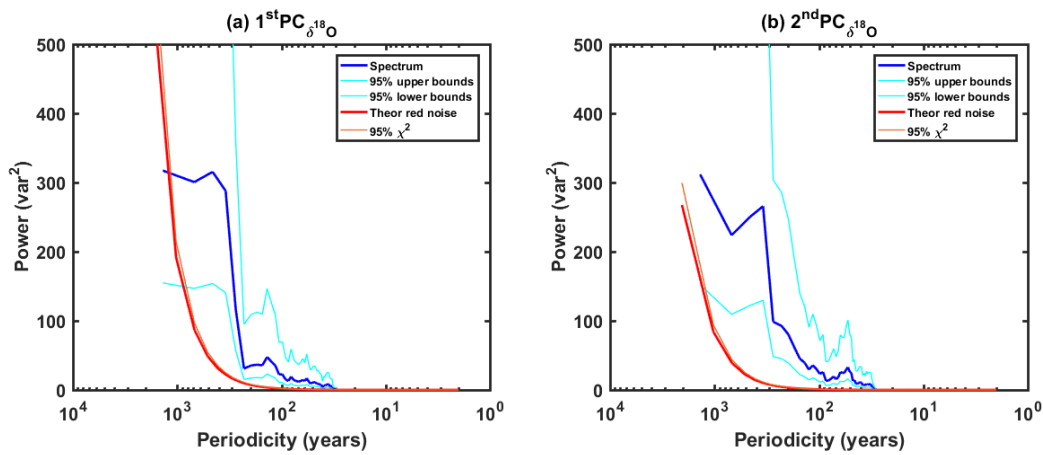 (a) 1stPCδ18O
500
400
300
200
100
0
Power (var2)
104
103
102
101
100
Periodicity (years)
Spectrum
95% upper bounds
95% lower bounds
Theor red noise
95% χ2
(b) 2ndPCδ18O
500
400
300
200
100
0
Power (var2)
104
103
102
101
100
Periodicity (years)
Spectrum
95% upper bounds
95% lower bounds
Theor red noise
95% χ2